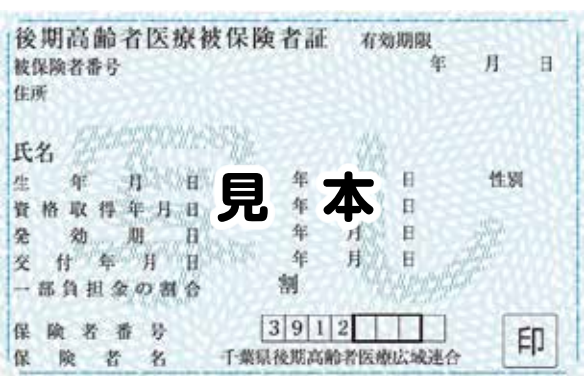 後期高齢者医療被保険者証 有効期限
被保険者番号 年 月 日
住所
氏名
生年月日 年 月 日 性別
資格取得年月日 年 月 日
発効期日 年 月 日
交付年月日 年 月 日
一部負担金の割合 割
見本
保険者番号 3912
保険者名 千葉県後期高齢者医療広域連合
印